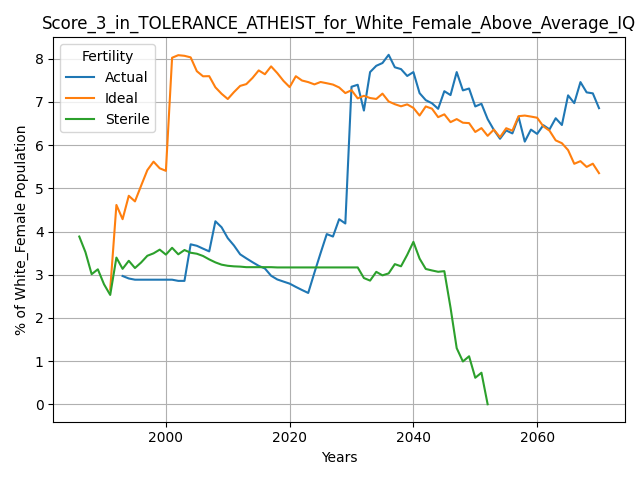 Score_3_in_TOLERANCE_ATHEIST_for_White_Female_Above_Average_IQ
Fertility
Actual
Ideal
Sterile
% of White_Female Population
8
7
6
5
4
3
2
1
0
2000 2020 2040 2060
Years